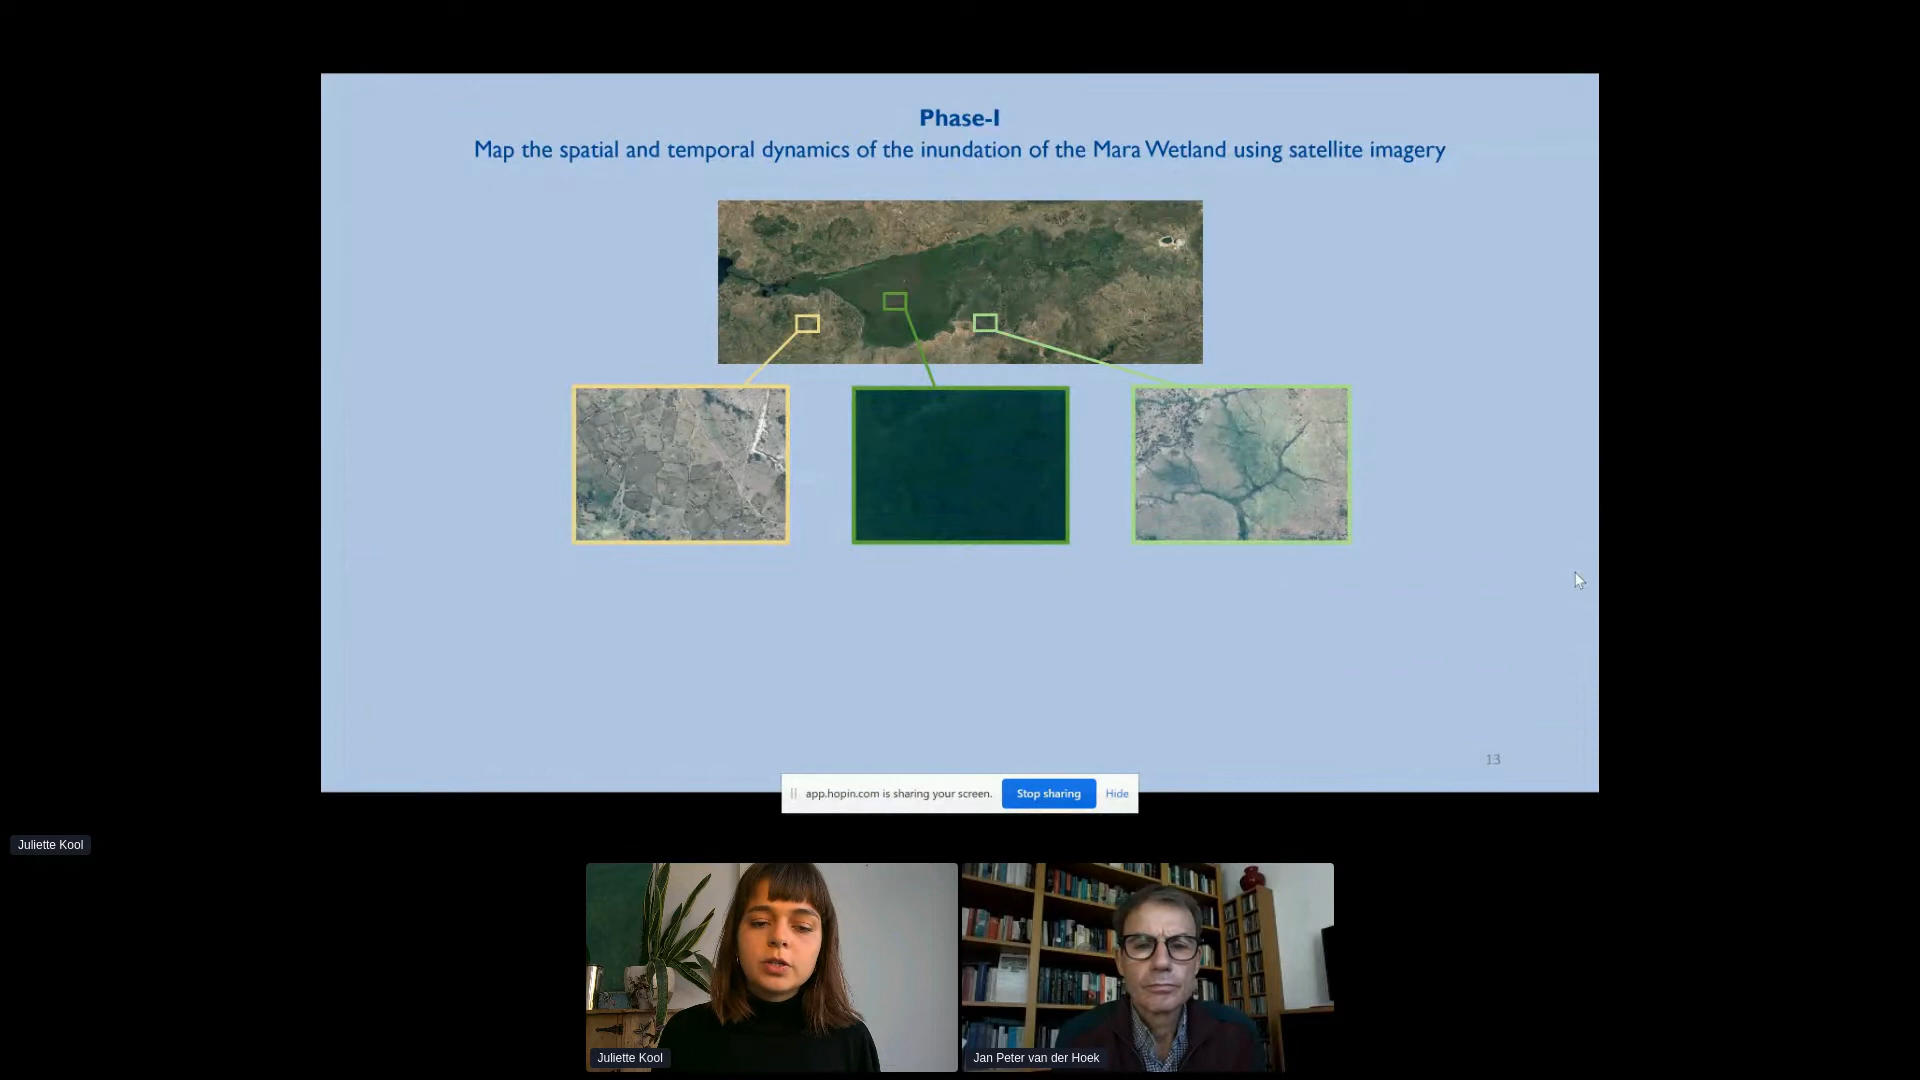 Phase-I
Map the spatial and temporal dynamics of the inundation of the Mara Wetland using satellite imagery
13
app.hopin.com is sharing your screen.
Stop sharing
Hide
Juliette Kool
Juliette Kool
Jan Peter van der Hoek